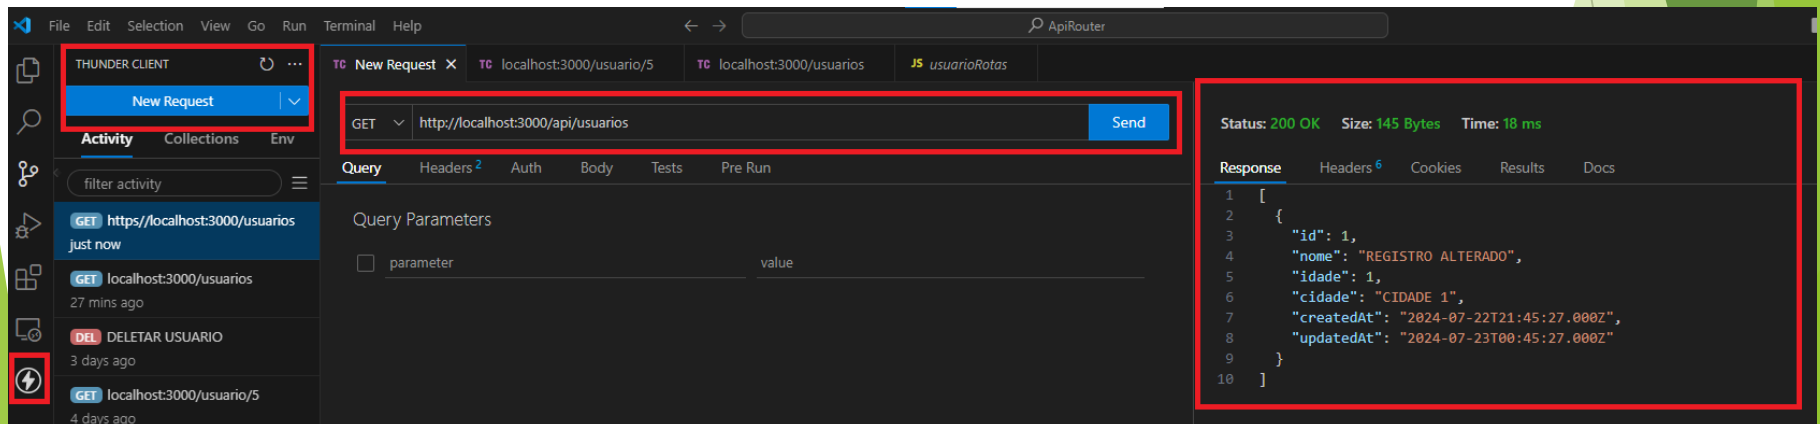 File Edit Selection View Go Run Terminal Help
ApiRouter
THUNDER CLIENT
New Request
Activity Collections Env
filter activity
GET https//localhost:3000/usuarios
just now
GET localhost:3000/usuarios
27 mins ago
DEL DELETAR USUARIO
3 days ago
GET localhost:3000/usuario/5
4 days ago
TC New Request
TC localhost:3000/usuario/5
TC localhost:3000/usuarios
JS usuarioRotas
GET http://localhost:3000/api/usuarios Send
Query Headers 2 Auth Body Tests Pre Run
Query Parameters
parameter value
Status: 200 OK Size: 145 Bytes Time: 18 ms
Response Headers 6 Cookies Results Docs
1 [
2 {
3 "id": 1,
4 "nome": "REGISTRO ALTERADO",
5 "idade": 1,
6 "cidade": "CIDADE 1",
7 "createdAt": "2024-07-22T21:45:27.000Z",
8 "updatedAt": "2024-07-23T00:45:27.000Z"
9 }
10 ]